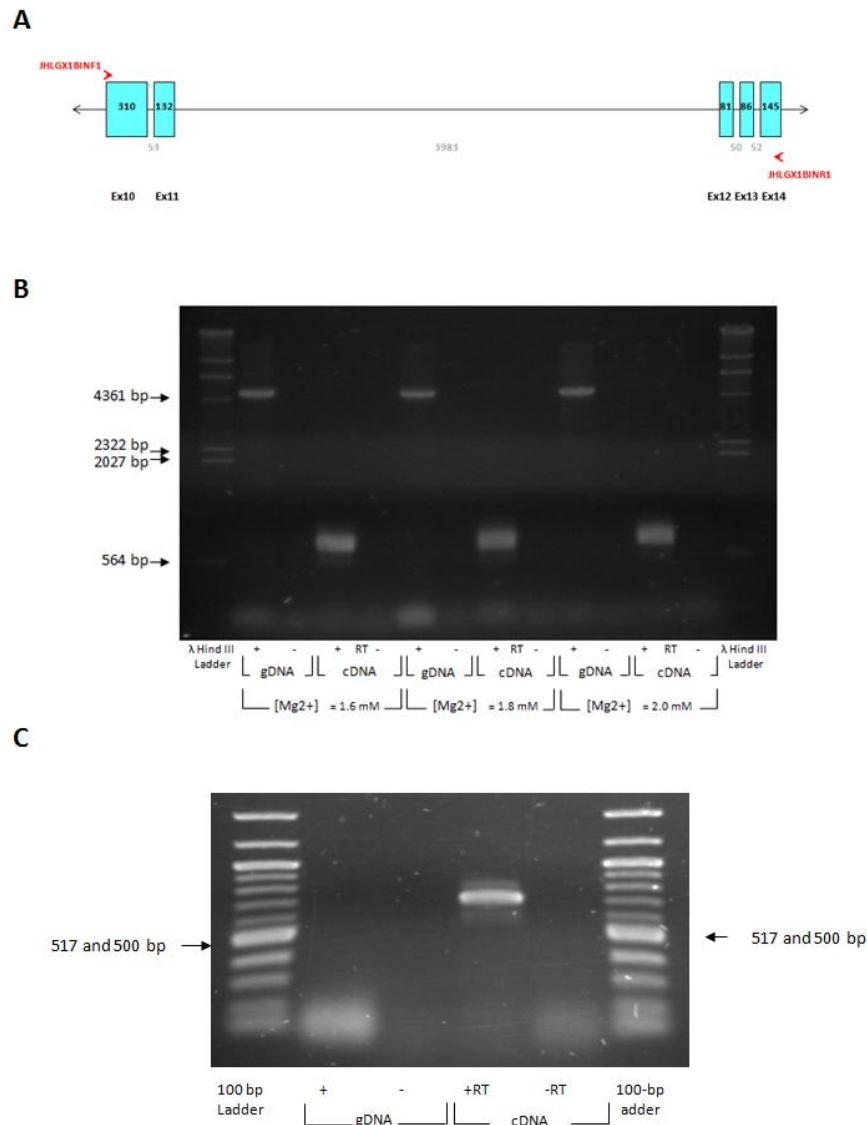 A
JHLGX1BINF1
310 132 81 86 145
53 3983 50 52
JHLGX1BINR1
Ex10 Ex11 Ex12 Ex13 Ex14
B
4361 bp
2322 bp
2027 bp
564 bp
λ Hind III Ladder
+ - + RT - + - + RT - + - + RT -
λ Hind III Ladder
gDNA cDNA gDNA cDNA gDNA cDNA
[Mg2+] = 1.6 mM [Mg2+] = 1.8 mM [Mg2+] = 2.0 mM
C
517 and 500 bp 517 and 500 bp
100 bp + - +RT -RT 100-bp
Ladder gDNA cDNA adder